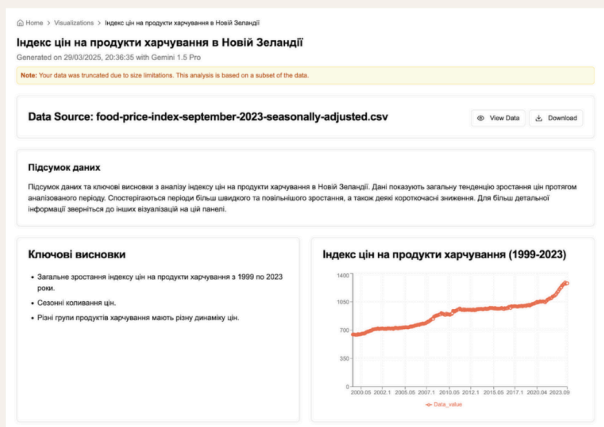 Home > Visualizations > Індекс цін на продукти харчування в Новій Зеландії
Індекс цін на продукти харчування в Новій Зеландії
Generated on 29/03/2025, 20:36:35 with Gemini 1.5 Pro
Note: Your data was truncated due to size limitations. This analysis is based on a subset of the data.
Data Source: food-price-index-september-2023-seasonally-adjusted.csv
View Data
Download
Підсумок даних
Підсумок даних та ключові висновки з аналізу індексу цін на продукти харчування в Новій Зеландії. Дані показують загальну тенденцію зростання цін протягом
аналізованого періоду. Спостерігаються періоди більш швидкого та повільнішого зростання, а також деякі короткочасні зниження. Для більш детальної
інформації зверніться до інших візуалізацій на цій панелі.
Ключові висновки
• Загальне зростання індексу цін на продукти харчування з 1999 по 2023
роки.
• Сезонні коливання цін.
• Різні групи продуктів харчування мають різну динаміку цін.
Індекс цін на продукти харчування (1999-2023)
1400
1050
700
350
0
2000.05 2002.1 2005.05 2007.1 2010.05 2012.1 2015.05 2017.1 2020.04 2023.09
Data_value